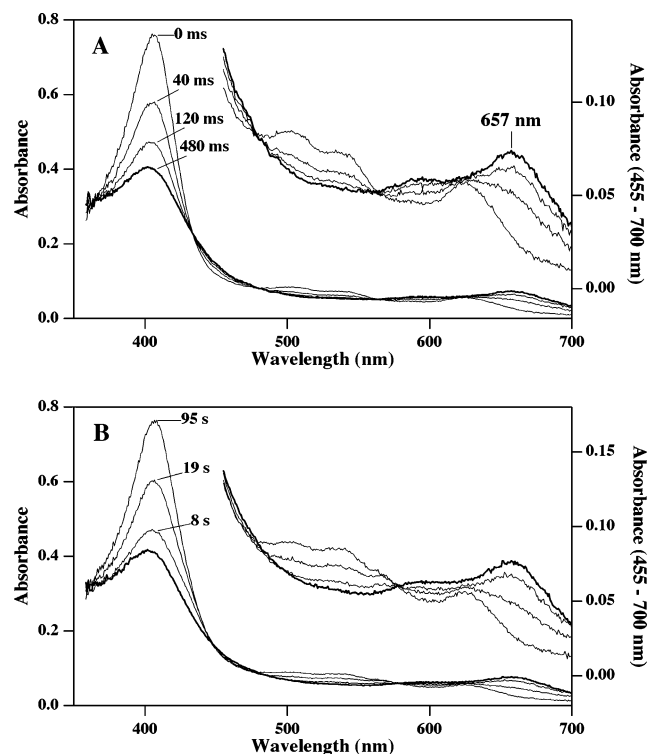 A
0.8
0.6
0.4
0.2
0.0
Absorbance
0 ms
40 ms
120 ms
480 ms
657 nm
0.10
0.05
0.00
Absorbance (455 - 700 nm)
400
500
600
700
Wavelength (nm)
B
0.8
0.6
0.4
0.2
0.0
Absorbance
95 s
19 s
8 s
0.15
0.10
0.05
0.00
Absorbance (455 - 700 nm)
400
500
600
700
Wavelength (nm)